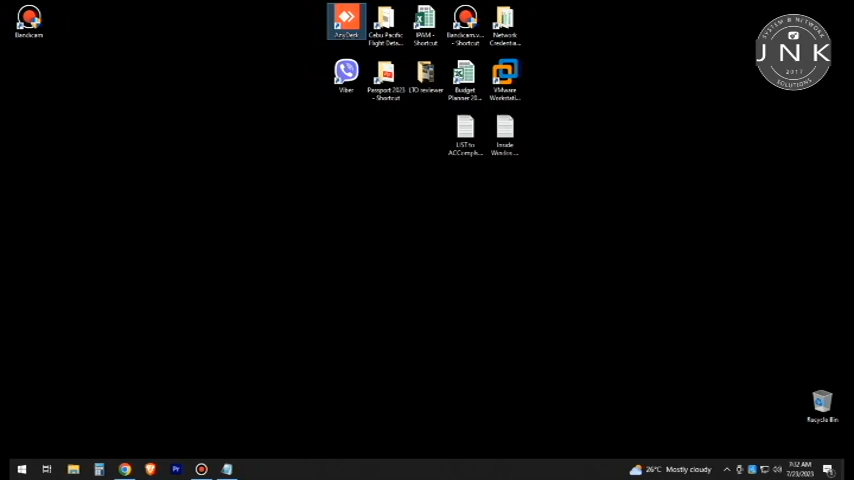 Bandicam
AnyDesk
Cebu Pacific
Flight Deta...
IPAM -
Shortcut
Bandicam.v...
- Shortcut
Network
Credentia...
Viber
Passport 2023
- Shortcut
LTO reviewer
Budget
Planner 20...
VMware
Workstati...
LIST to
ACComplis...
Inside
SYSTEM & NETWORK
JNK
2017
SOLUTIONS
Recycle Bin
Pr
26°C Mostly cloudy
7:02 AM
7/23/2023